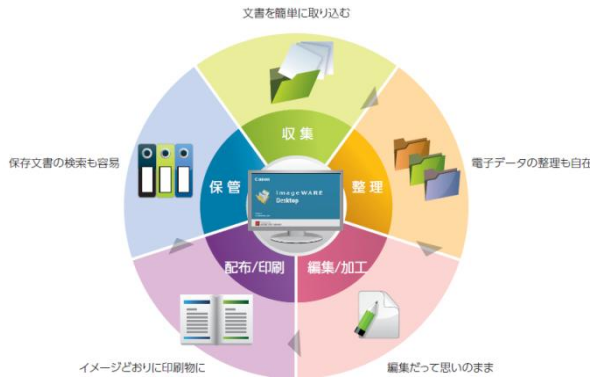 文書を簡単に取り込む
収集
保存文書の検索も容易
保管
Canon
imageWARE
Desktop
整理
電子データの整理も自在
配布/印刷
編集/加工
イメージどおりに印刷物に
編集だって思いのまま